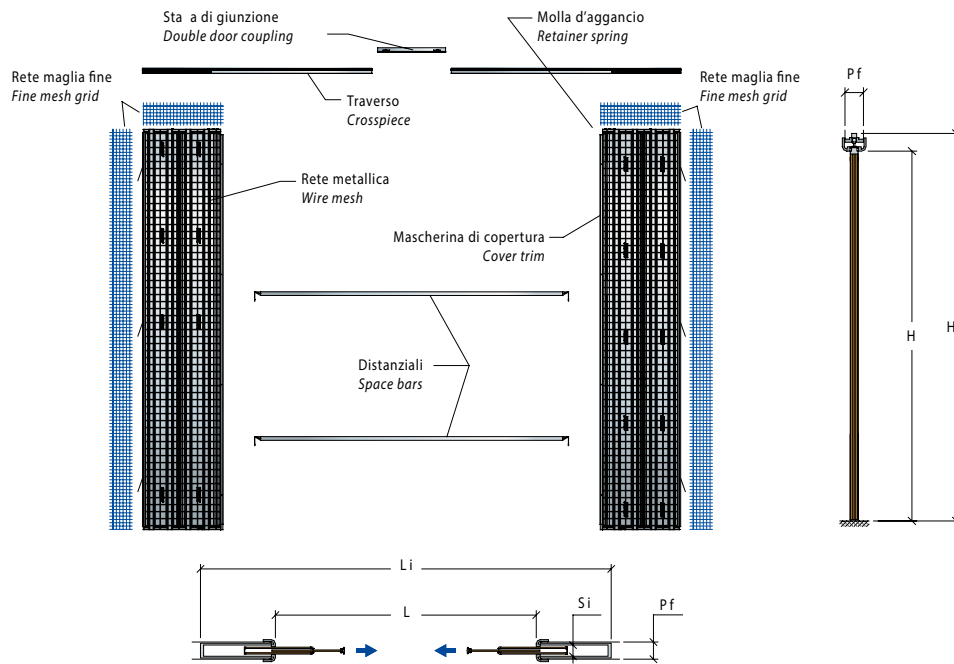 Sta a di giunzione
Double door coupling
Molla d’aggancio
Retainer spring
Rete maglia fine
Fine mesh grid
Traverso
Crosspiece
Rete maglia fine
Fine mesh grid
Pf
Rete metallica
Wire mesh
Mascherina di copertura
Cover trim
H
H
Distanziali
Space bars
Li
L
Si
Pf